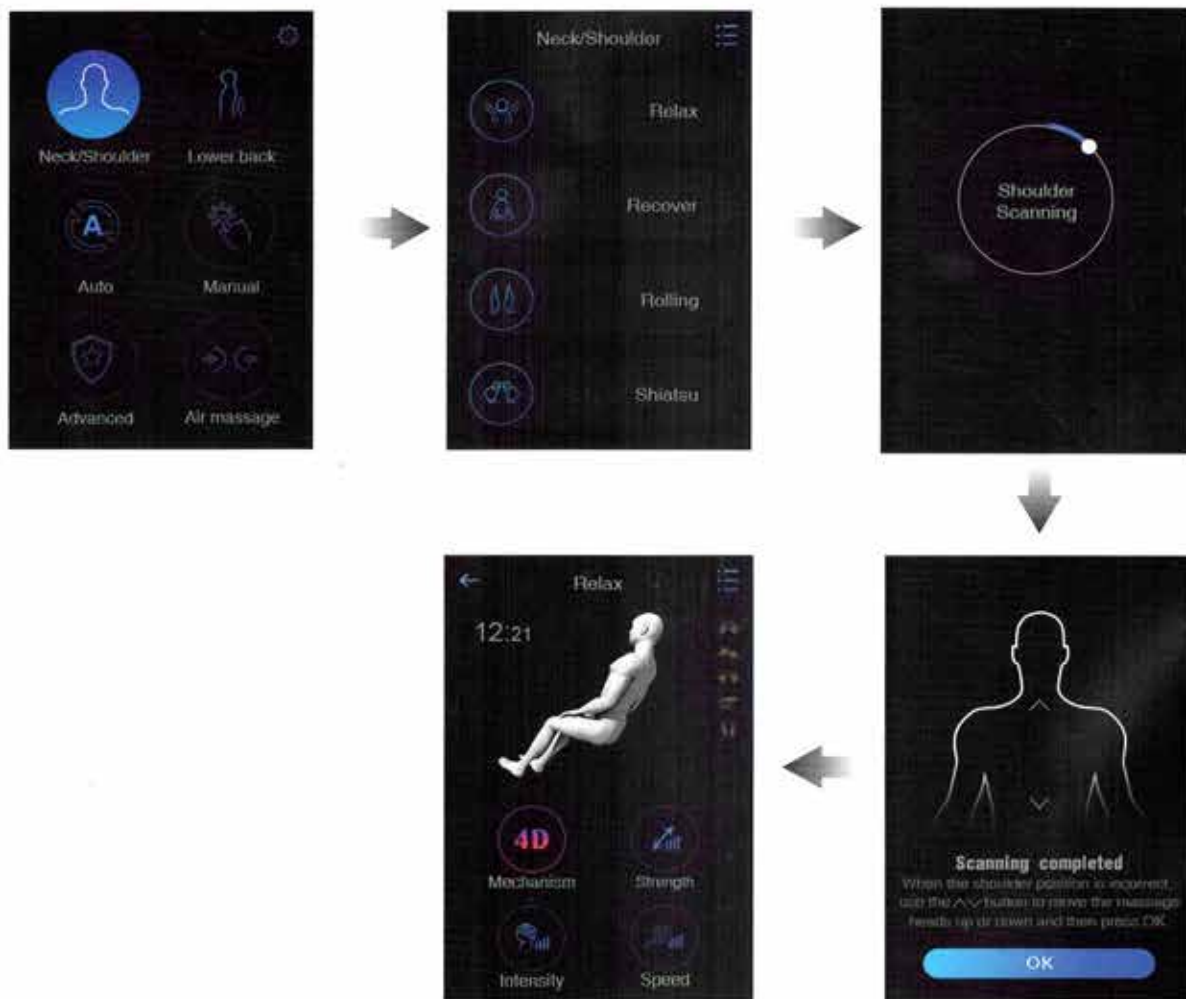 Neck/Shoulder Lower back
A
Auto Manual
Advanced Air massage
Neck/Shoulder
Relax
Recover
Rolling
Shiatsu
Shoulder
Scanning
Scanning completed
When the shoulder position is incorrect,
use the ︿﹀ button to move the massage
heads up or down and then press OK
OK
Relax
12:21
4D
Mechanism Strength
Intensity Speed